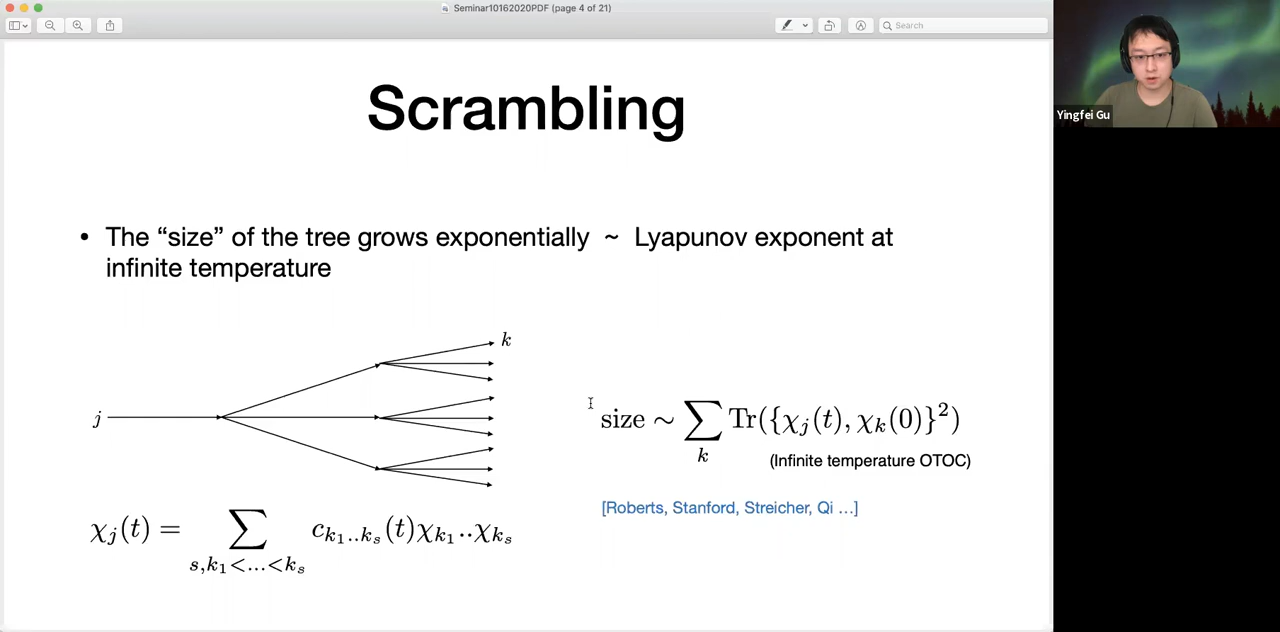 Seminar10162020PDF (page 4 of 21)
Search
Scrambling
• The “size” of the tree grows exponentially ~ Lyapunov exponent at
infinite temperature
k
j
size ∼ ∑_k Tr({χ_j(t), χ_k(0)}²)
(Infinite temperature OTOC)
[Roberts, Stanford, Streicher, Qi ...]
χ_j(t) = ∑_{s,k_1<...<k_s} c_{k_1..k_s}(t)χ_{k_1}..χ_{k_s}
Yingfei Gu